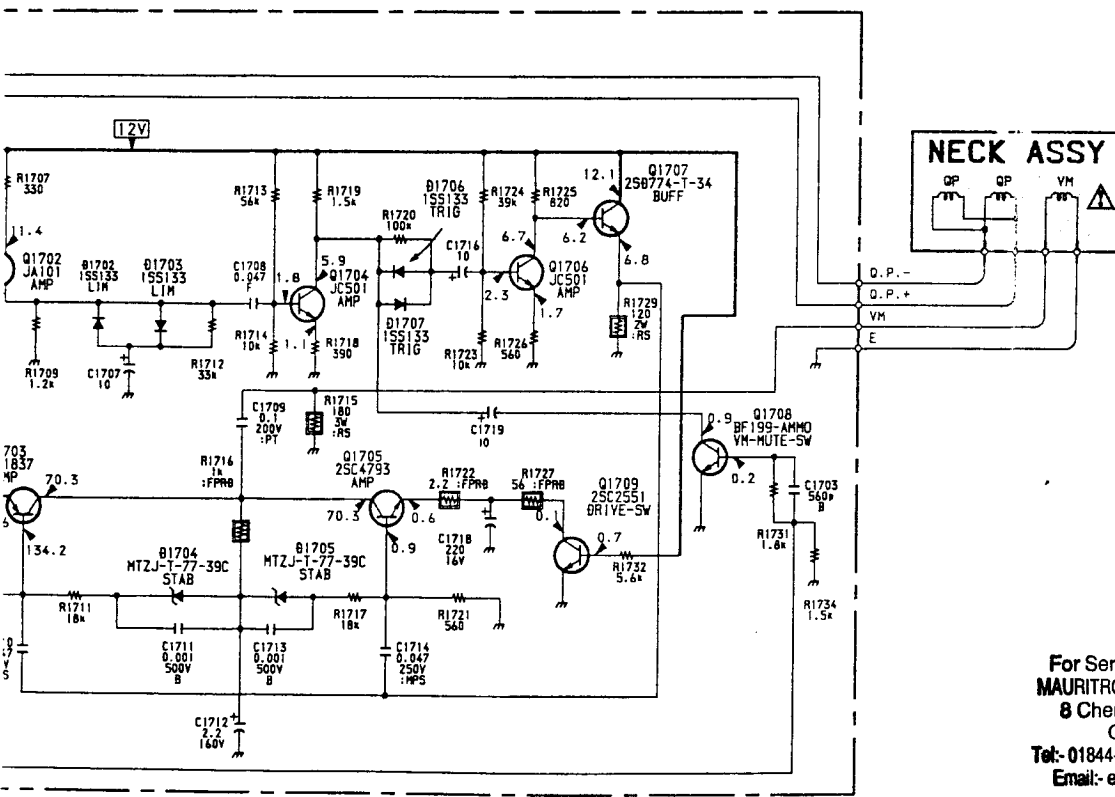 12V
NECK ASSY
QP
QP
VM
R1707
330
11.4
Q1702
JA101
AMP
R1709
1.2k
D1702
1SS133
LIM
D1703
1SS133
LIM
C1707
10
R1712
33k
C1708
0.047
F
R1713
56k
R1714
10k
1.8
5.9
Q1704
JC501
AMP
1.1
R1718
390
R1719
1.5k
R1720
100k
D1706
1SS133
TRIG
D1707
1SS133
TRIG
C1716
10
R1724
39k
R1723
10k
2.3
6.7
R1725
820
Q1706
JC501
AMP
1.7
R1726
560
12.1
Q1707
2SD774-T-34
BUFF
6.2
6.8
R1729
120
2W
:RS
Q.P.-
Q.P.+
VM
E
C1709
0.1
200V
:PT
R1715
180
3W
:RS
C1719
10
0.9
Q1708
BF199-AMMO
VM-MUTE-SW
0.2
C1703
560p
B
R1731
1.8k
R1734
1.5k
703
1837
MP
70.3
6
134.2
R1716
1k
:FPRD
Q1705
2SC4793
AMP
70.3
0.6
0.9
R1722
2.2 :FPRD
R1727
56 :FPRD
C1718
220
16V
Q1709
2SC2551
DRIVE-SW
0.1
0.7
R1732
5.6k
D1704
MTZJ-T-77-39C
STAB
D1705
MTZJ-T-77-39C
STAB
R1711
18k
R1717
18k
R1721
560
C1711
0.001
500V
B
C1713
0.001
500V
B
C1714
0.047
250V
:MPS
C1712
2.2
160V
For Ser
MAURITRO
8 Cher
Tel:- 01844-
Email:- e